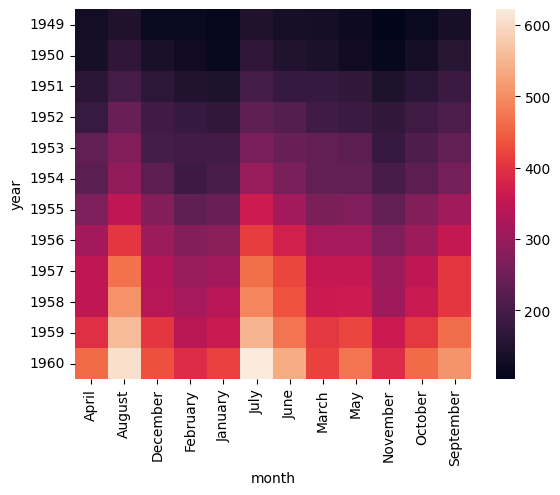 1949
1950
1951
1952
1953
1954
1955
1956
1957
1958
1959
1960
year
April
August
December
February
January
July
June
March
May
November
October
September
month
600
500
400
300
200